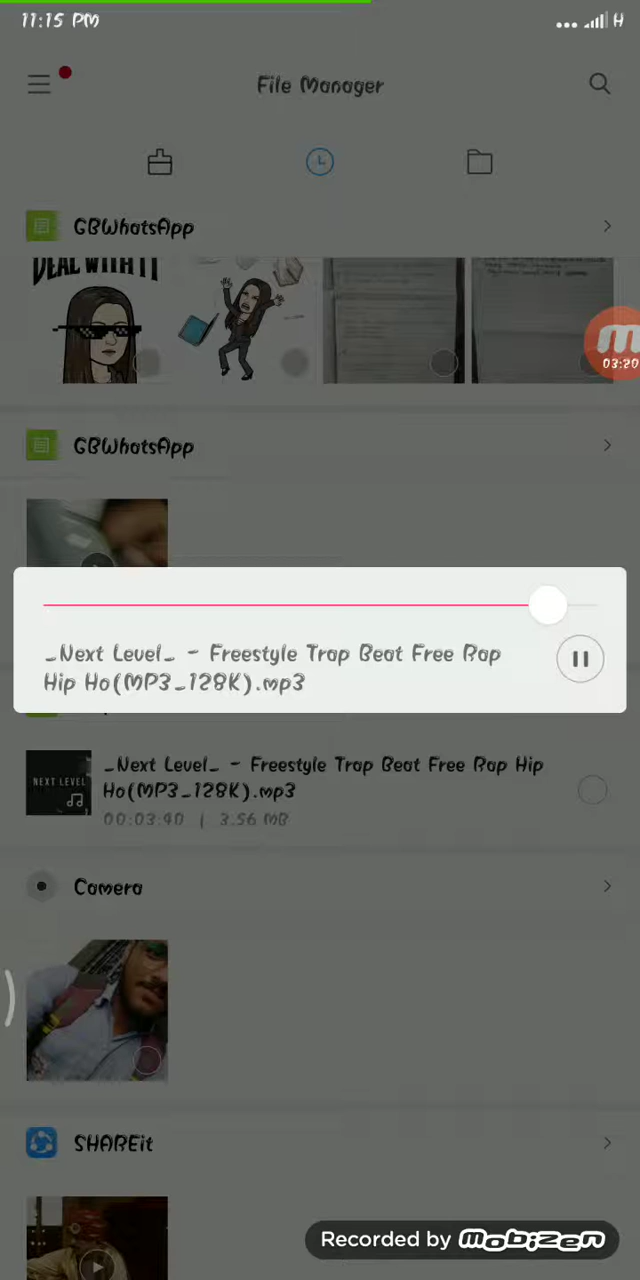 11:15 PM
H
File Manager
GBWhatsApp
DEAL WITH IT
03:20
GBWhatsApp
_Next Level_ - Freestyle Trap Beat Free Rap
Hip Ho(MP3_128K).mp3
NEXT LEVEL
_Next Level_ - Freestyle Trap Beat Free Rap Hip
Ho(MP3_128K).mp3
00:03:40 | 3.56 MB
Camera
SHAREit
Recorded by mobizen